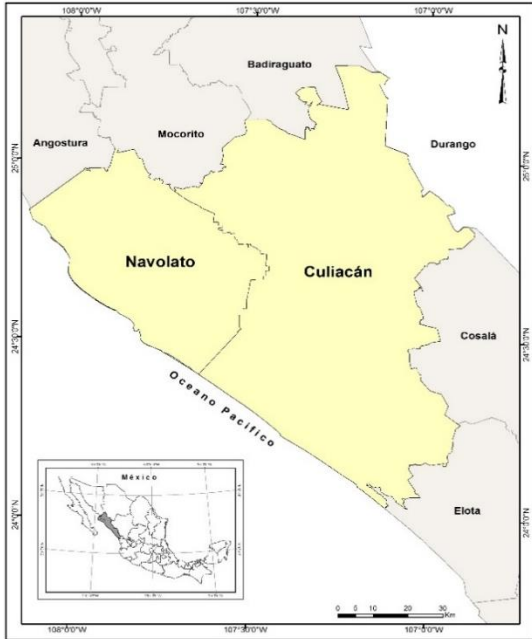 108°0'0"W
107°30'0"W
107°0'0"W
N
Badiraguato
Mocorito
Angostura
Durango
25°0'0"N
25°0'0"N
Navolato
Culiacán
24°30'0"N
24°30'0"N
Cosalá
Oceano Pacifico
México
24°0'0"N
24°0'0"N
Elota
0 5 10 20 30
Km
108°0'0"W
107°30'0"W
107°0'0"W